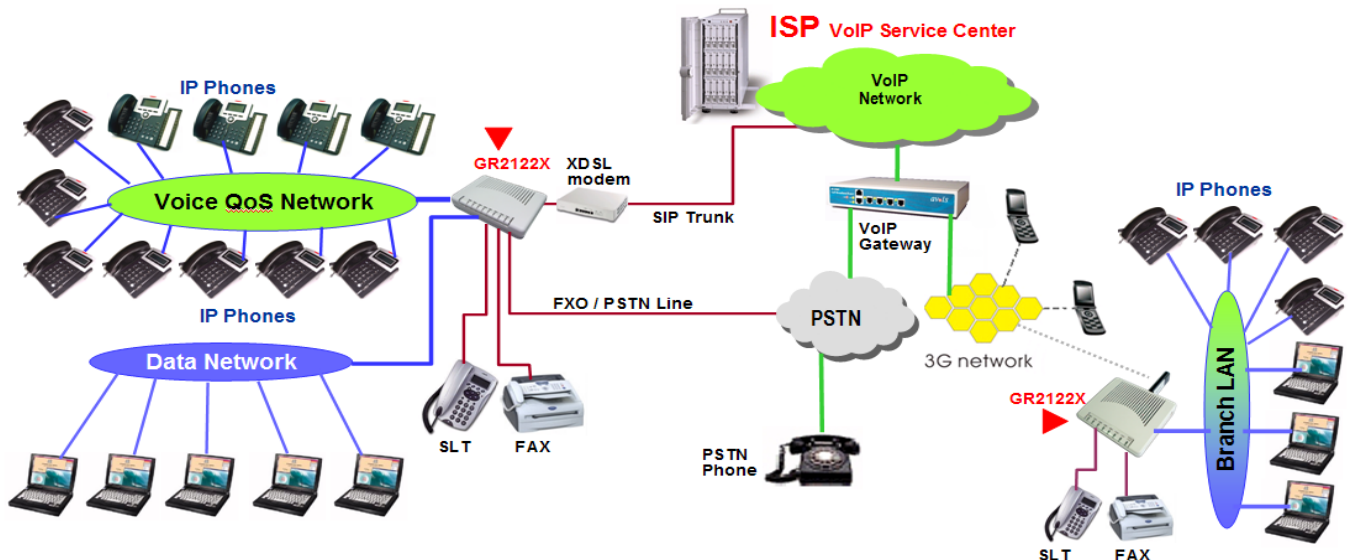 ISP VoIP Service Center
VoIP
Network
IP Phones
GR2122X
XDSL
modem
Voice QoS Network
SIP Trunk
VoIP
Gateway
IP Phones
FXO / PSTN Line
PSTN
3G network
IP Phones
Data Network
SLT
FAX
PSTN
Phone
GR2122X
Branch LAN
SLT
FAX